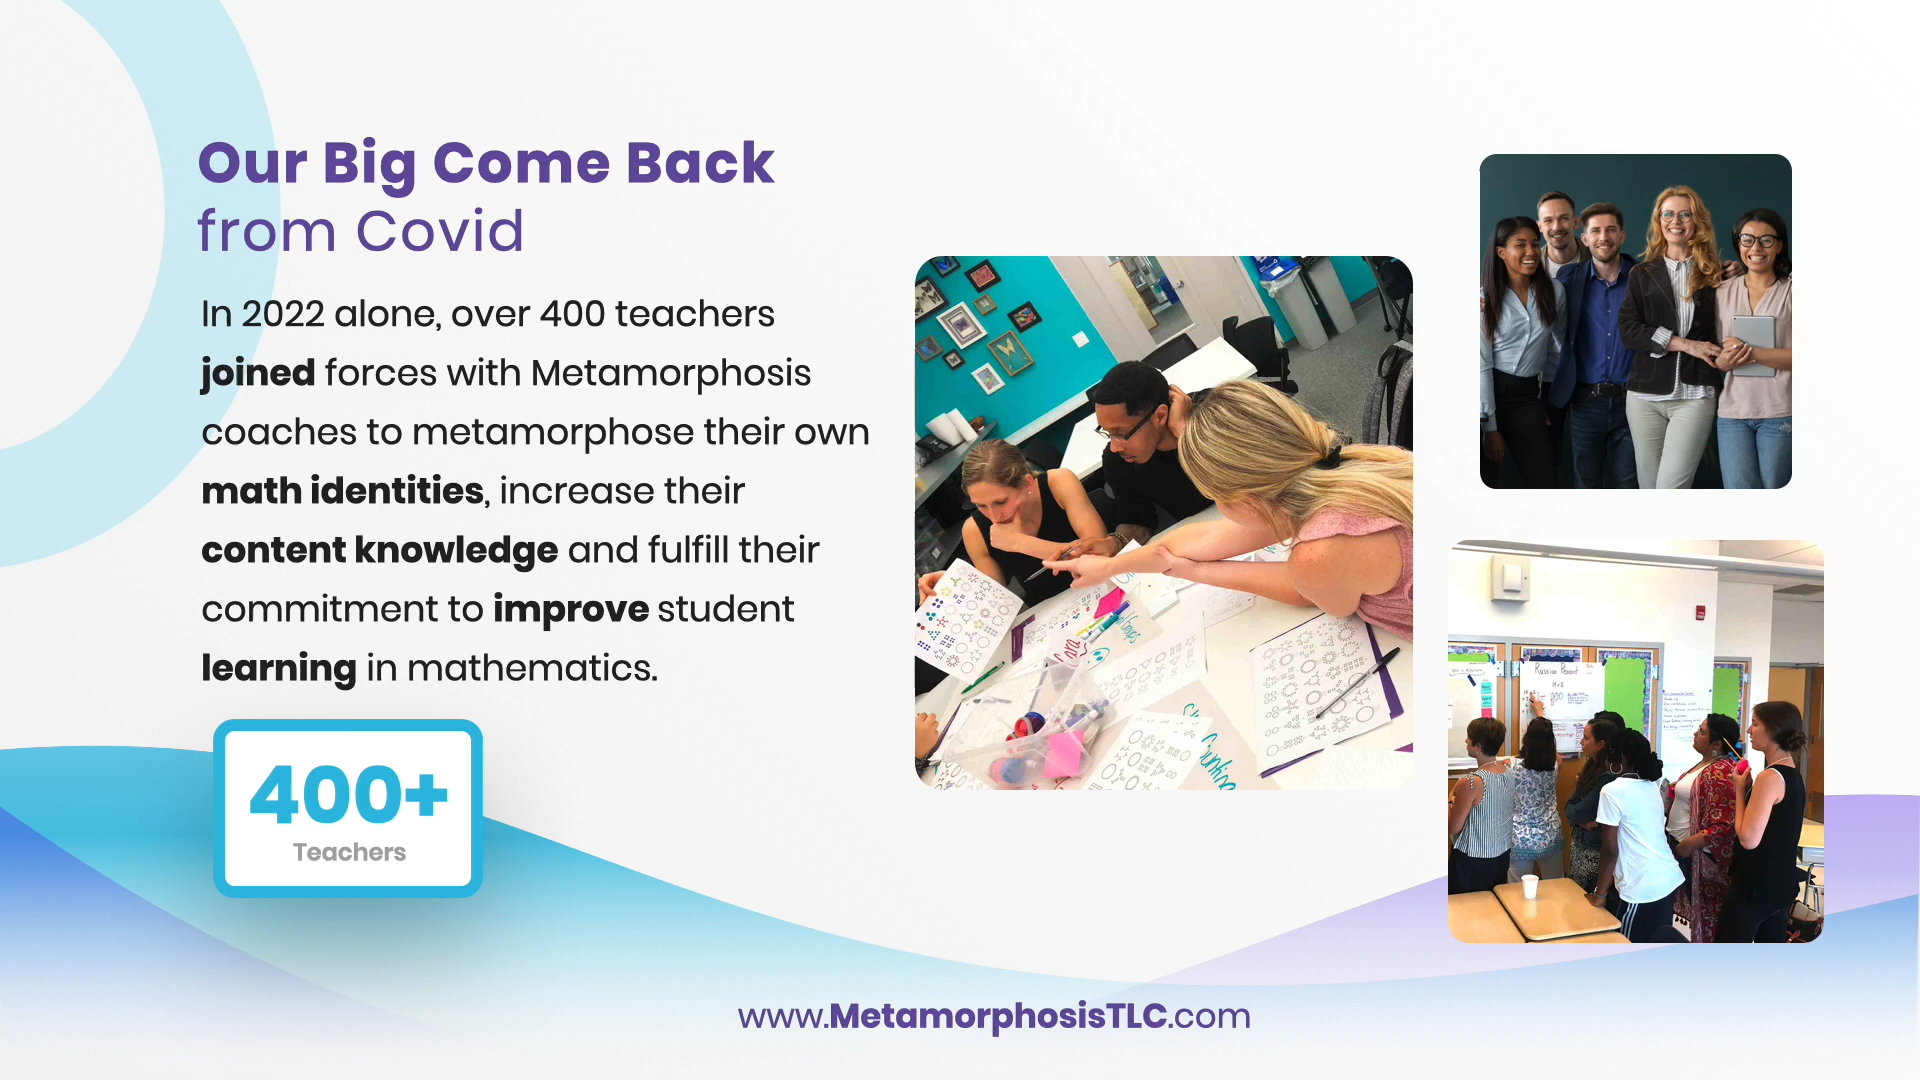 Our Big Come Back
from Covid
In 2022 alone, over 400 teachers
joined forces with Metamorphosis
coaches to metamorphose their own
math identities, increase their
content knowledge and fulfill their
commitment to improve student
learning in mathematics.
400+
Teachers
Russian Peasant
www.MetamorphosisTLC.com